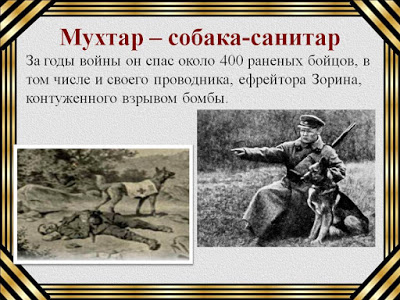 Мухтар – собака-санитар
За годы войны он спас около 400 раненых бойцов, в
том числе и своего проводника, ефрейтора Зорина,
контуженного взрывом бомбы.